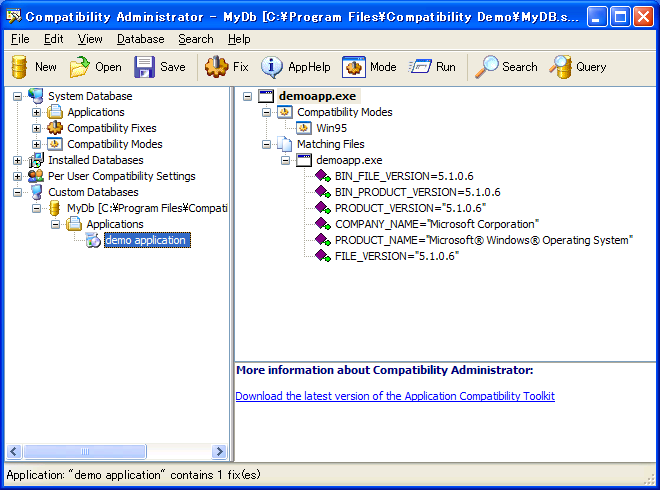 Compatibility Administrator - MyDb [C:¥Program Files¥Compatibility Demo¥MyDB.s...
File Edit View Database Search Help
New Open Save Fix AppHelp Mode Run Search Query
System Database
Applications
Compatibility Fixes
Compatibility Modes
Installed Databases
Per User Compatibility Settings
Custom Databases
MyDb [C:¥Program Files¥Compati
Applications
demo application
demoapp.exe
Compatibility Modes
Win95
Matching Files
demoapp.exe
BIN_FILE_VERSION=5.1.0.6
BIN_PRODUCT_VERSION=5.1.0.6
PRODUCT_VERSION="5.1.0.6"
COMPANY_NAME="Microsoft Corporation"
PRODUCT_NAME="Microsoft® Windows® Operating System"
FILE_VERSION="5.1.0.6"
More information about Compatibility Administrator:
Download the latest version of the Application Compatibility Toolkit
Application: "demo application" contains 1 fix(es)